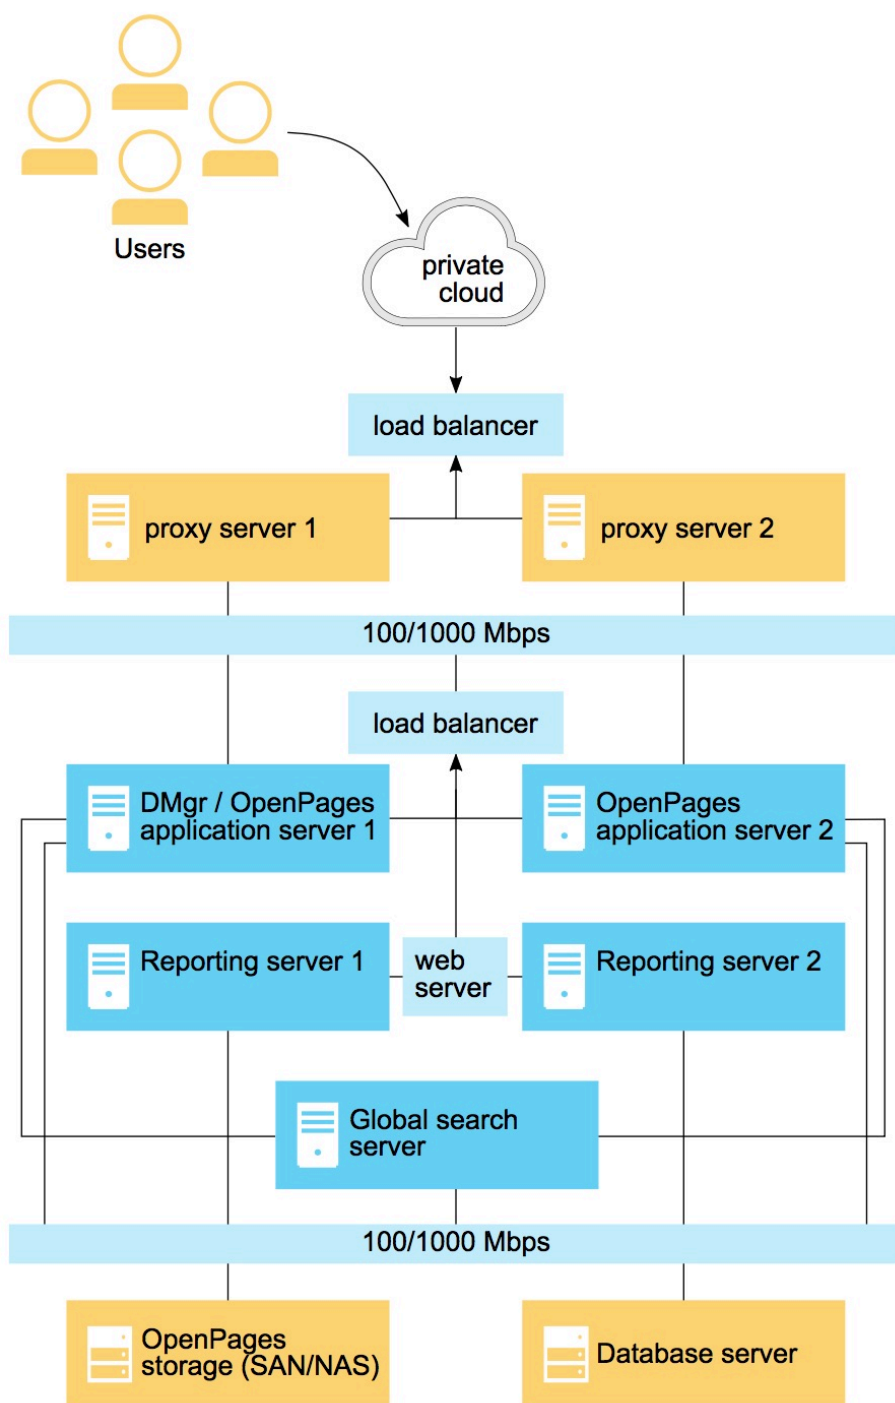 Users
private
cloud
load balancer
proxy server 1
proxy server 2
100/1000 Mbps
load balancer
DMgr / OpenPages
application server 1
OpenPages
application server 2
Reporting server 1
web
server
Reporting server 2
Global search
server
100/1000 Mbps
OpenPages
storage (SAN/NAS)
Database server